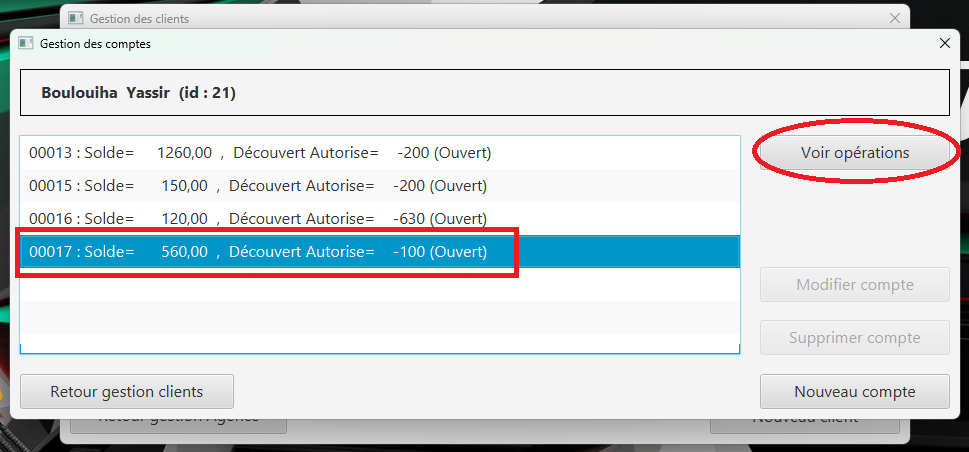 Gestion des clients
Gestion des comptes
Boulouiha Yassir (id : 21)
00013 : Solde= 1260,00 , Découvert Autorise= -200 (Ouvert)
00015 : Solde= 150,00 , Découvert Autorise= -200 (Ouvert)
00016 : Solde= 120,00 , Découvert Autorise= -630 (Ouvert)
00017 : Solde= 560,00 , Découvert Autorise= -100 (Ouvert)
Voir opérations
Modifier compte
Supprimer compte
Retour gestion clients
Nouveau compte
Retour gestion Agence
Nouveau client